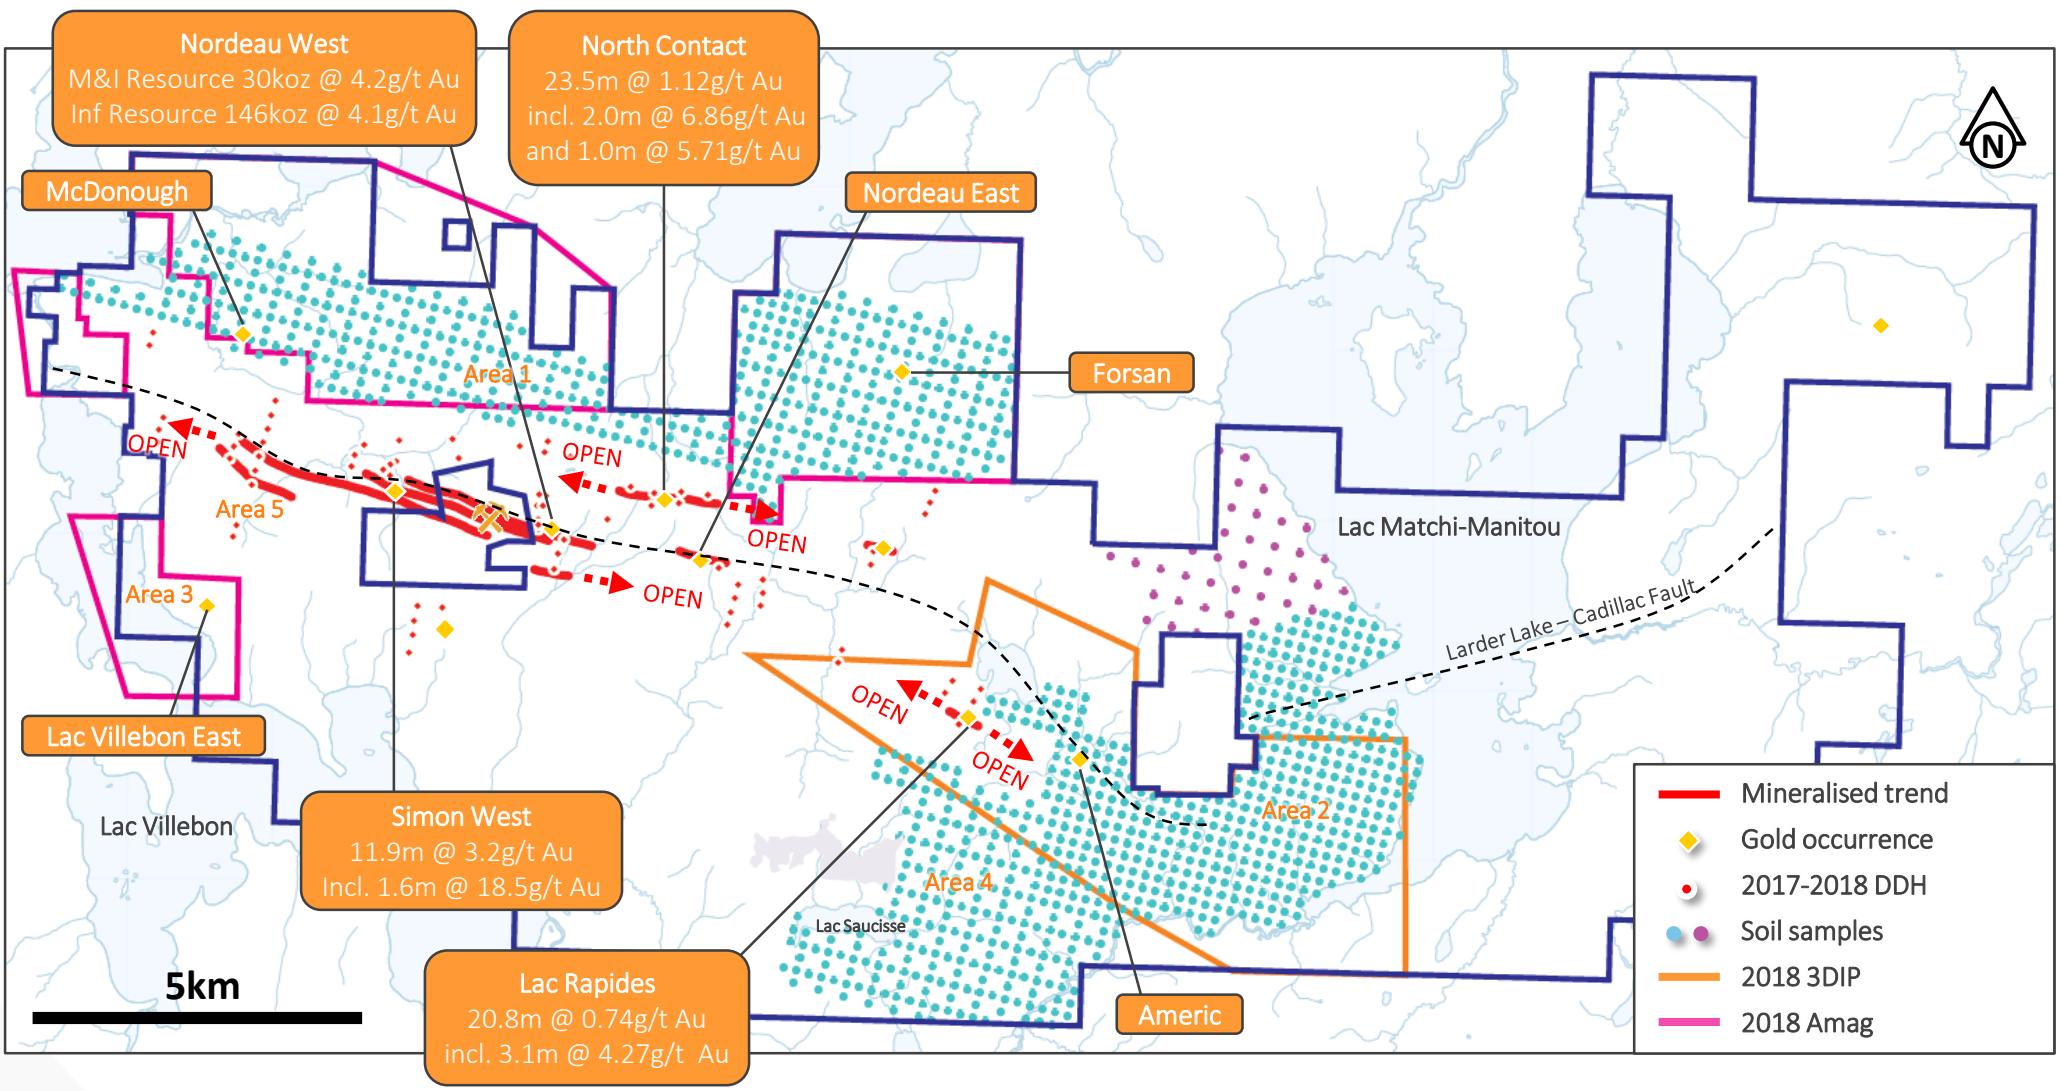 Nordeau West
M&I Resource 30koz @ 4.2g/t Au
Inf Resource 146koz @ 4.1g/t Au
North Contact
23.5m @ 1.12g/t Au
incl. 2.0m @ 6.86g/t Au
and 1.0m @ 5.71g/t Au
N
McDonough
Nordeau East
Forsan
Area 1
OPEN
OPEN
Area 5
OPEN
OPEN
Lac Matchi-Manitou
Area 3
Larder Lake – Cadillac Fault
OPEN
OPEN
Lac Villebon East
Area 2
Lac Villebon
Simon West
11.9m @ 3.2g/t Au
Incl. 1.6m @ 18.5g/t Au
Area 4
Lac Saucisse
5km
Lac Rapides
20.8m @ 0.74g/t Au
incl. 3.1m @ 4.27g/t Au
Americ
Mineralised trend
Gold occurrence
2017-2018 DDH
Soil samples
2018 3DIP
2018 Amag